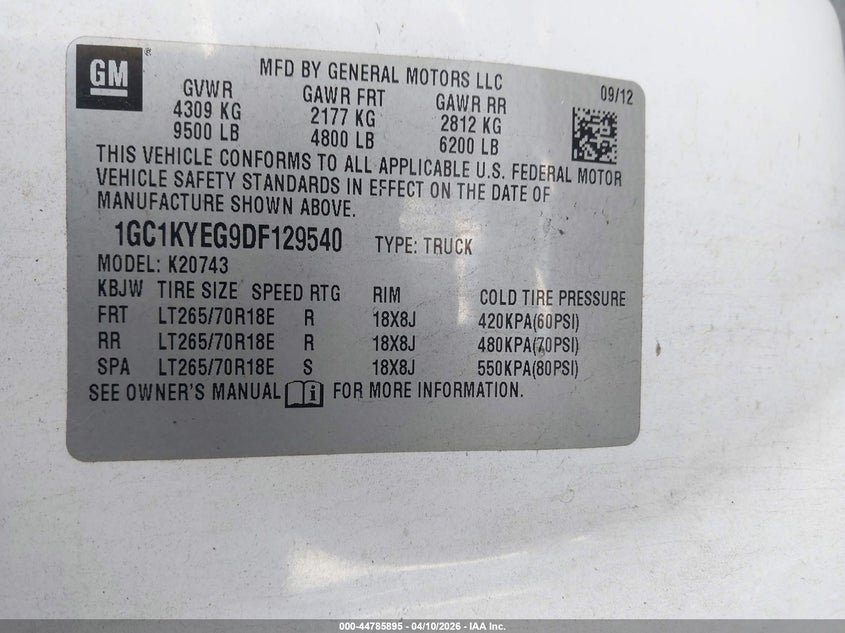 GM
MFD BY GENERAL MOTORS LLC
09/12
GVWR GAWR FRT GAWR RR
4309 KG 2177 KG 2812 KG
9500 LB 4800 LB 6200 LB
THIS VEHICLE CONFORMS TO ALL APPLICABLE U.S. FEDERAL MOTOR
VEHICLE SAFETY STANDARDS IN EFFECT ON THE DATE OF
MANUFACTURE SHOWN ABOVE.
1GC1KYEG9DF129540 TYPE: TRUCK
MODEL: K20743
KBJW TIRE SIZE SPEED RTG RIM COLD TIRE PRESSURE
FRT LT265/70R18E R 18X8J 420KPA(60PSI)
RR LT265/70R18E R 18X8J 480KPA(70PSI)
SPA LT265/70R18E S 18X8J 550KPA(80PSI)
SEE OWNER'S MANUAL i FOR MORE INFORMATION.
000-44785895 - 04/10/2026 - IAA Inc.